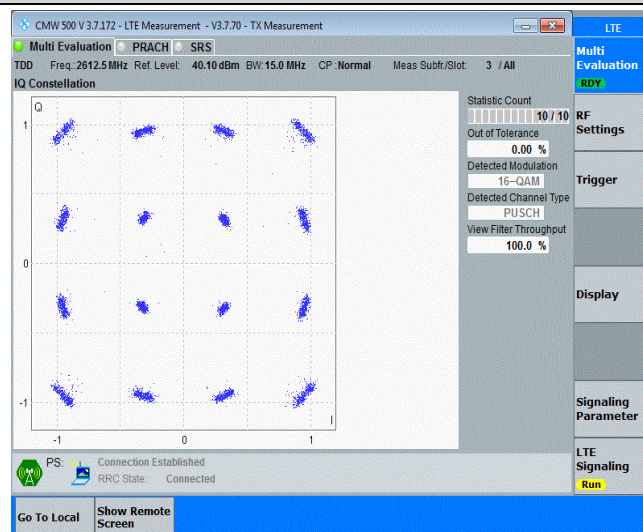 CMW 500 V 3.7.172 - LTE Measurement - V3.7.70 - TX Measurement
LTE
Multi Evaluation PRACH SRS
TDD Freq.:2612.5 MHz Ref. Level: 40.10 dBm BW:15.0 MHz CP :Normal Meas Subfr./Slot: 3 / All
IQ Constellation
Q
1
0
-1
-1 0 1
I
Statistic Count
10 / 10
Out of Tolerance
0.00 %
Detected Modulation
16-QAM
Detected Channel Type
PUSCH
View Filter Throughput
100.0 %
PS: Connection Established
RRC State: Connected
Multi
Evaluation
RDY
RF
Settings
Trigger
Display
Signaling
Parameter
LTE
Signaling
Run
Go To Local
Show Remote
Screen